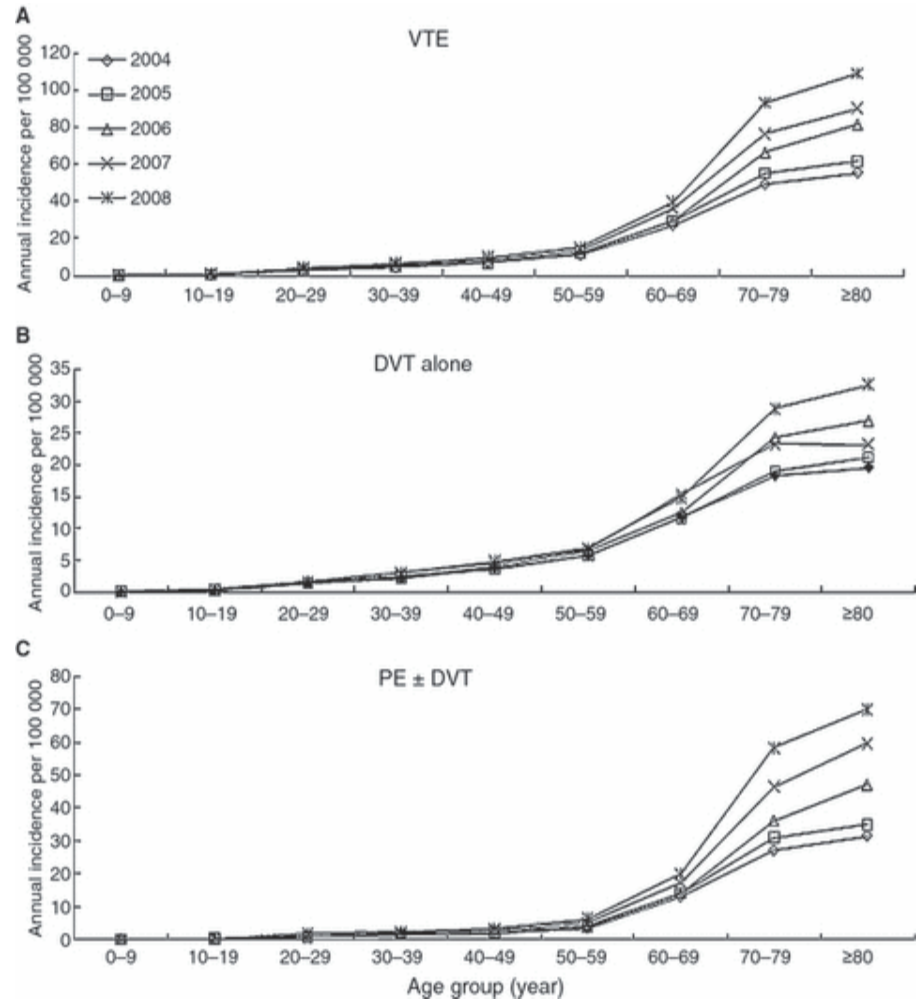 A
VTE
Annual incidence per 100 000
120
100
80
60
40
20
0
2004
2005
2006
2007
2008
0–9 10–19 20–29 30–39 40–49 50–59 60–69 70–79 ≥80
B
DVT alone
Annual incidence per 100 000
35
30
25
20
15
10
5
0
0–9 10–19 20–29 30–39 40–49 50–59 60–69 70–79 ≥80
C
PE ± DVT
Annual incidence per 100 000
80
70
60
50
40
30
20
10
0
0–9 10–19 20–29 30–39 40–49 50–59 60–69 70–79 ≥80
Age group (year)